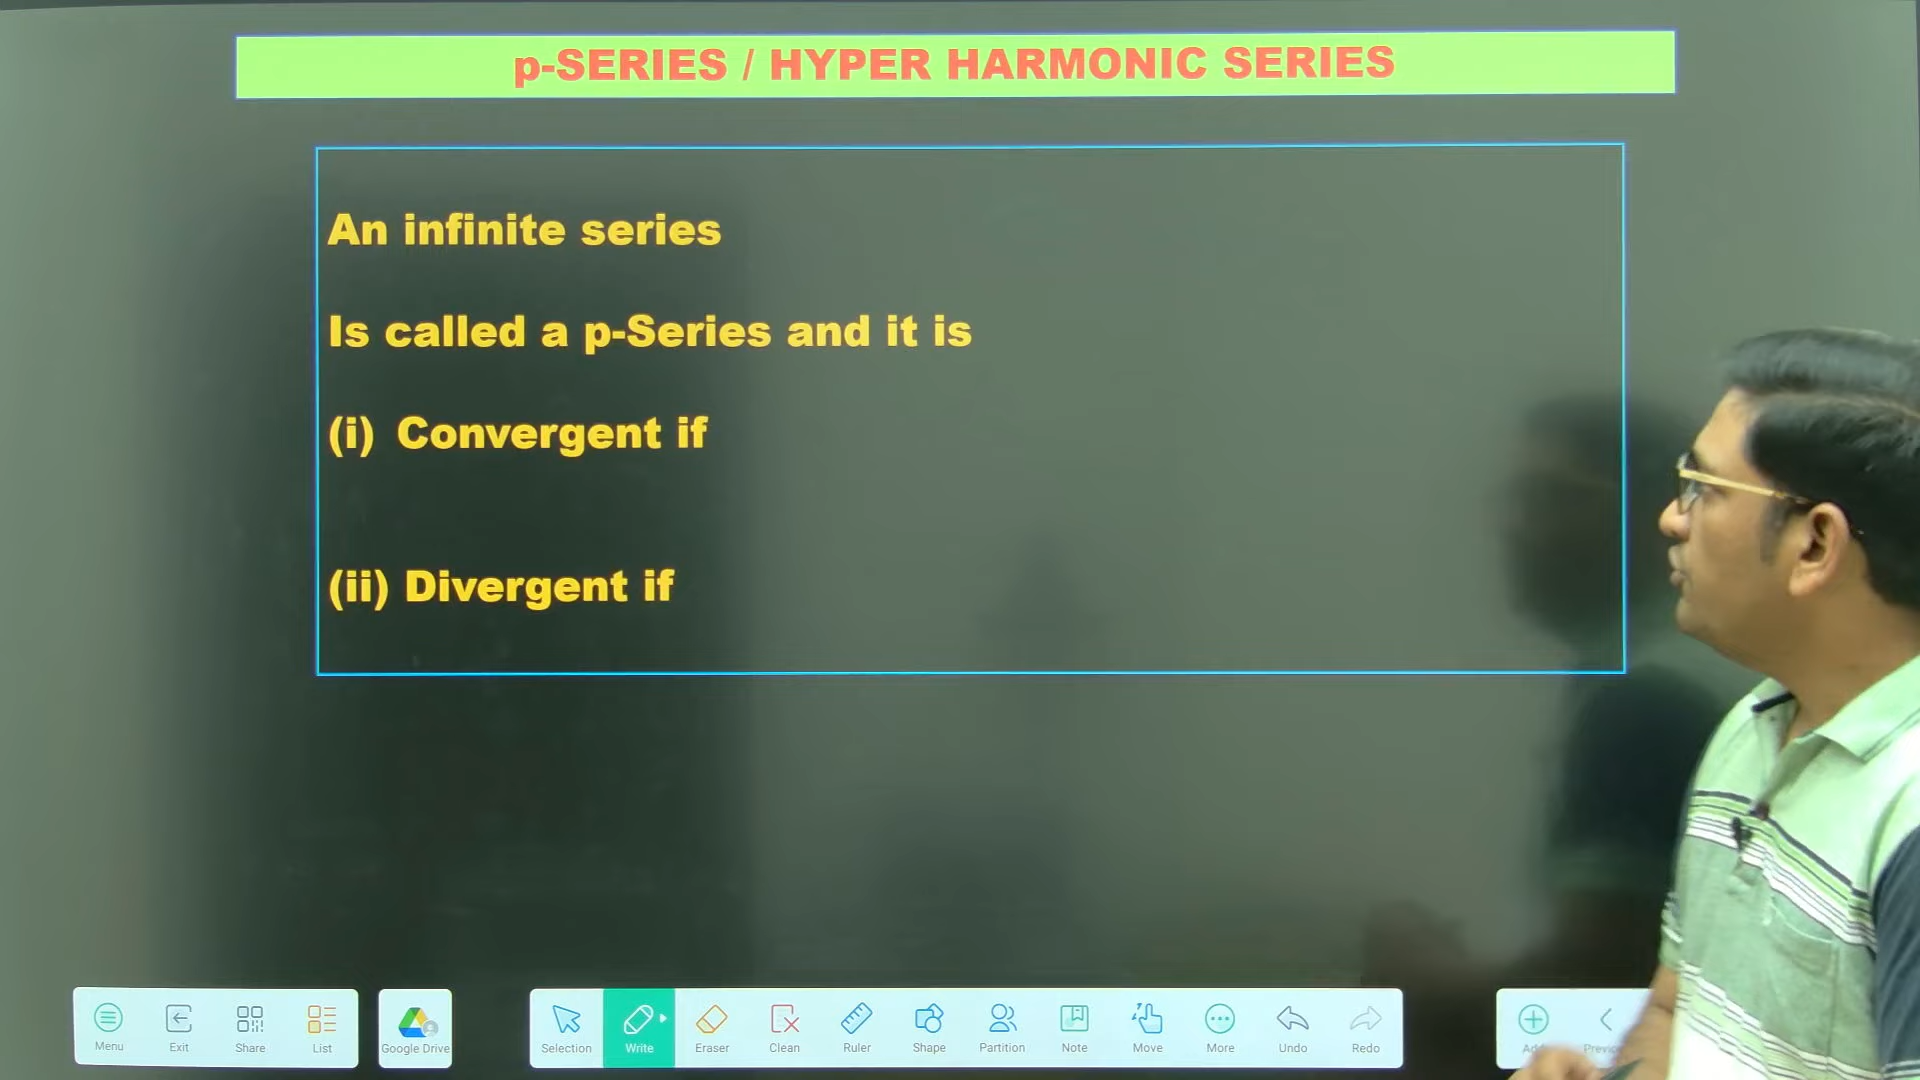 p-SERIES / HYPER HARMONIC SERIES
An infinite series
Is called a p-Series and it is
(i) Convergent if
(ii) Divergent if
Menu Exit Share List Google Drive Selection Write Eraser Clean Ruler Shape Partition Note Move More Undo Redo